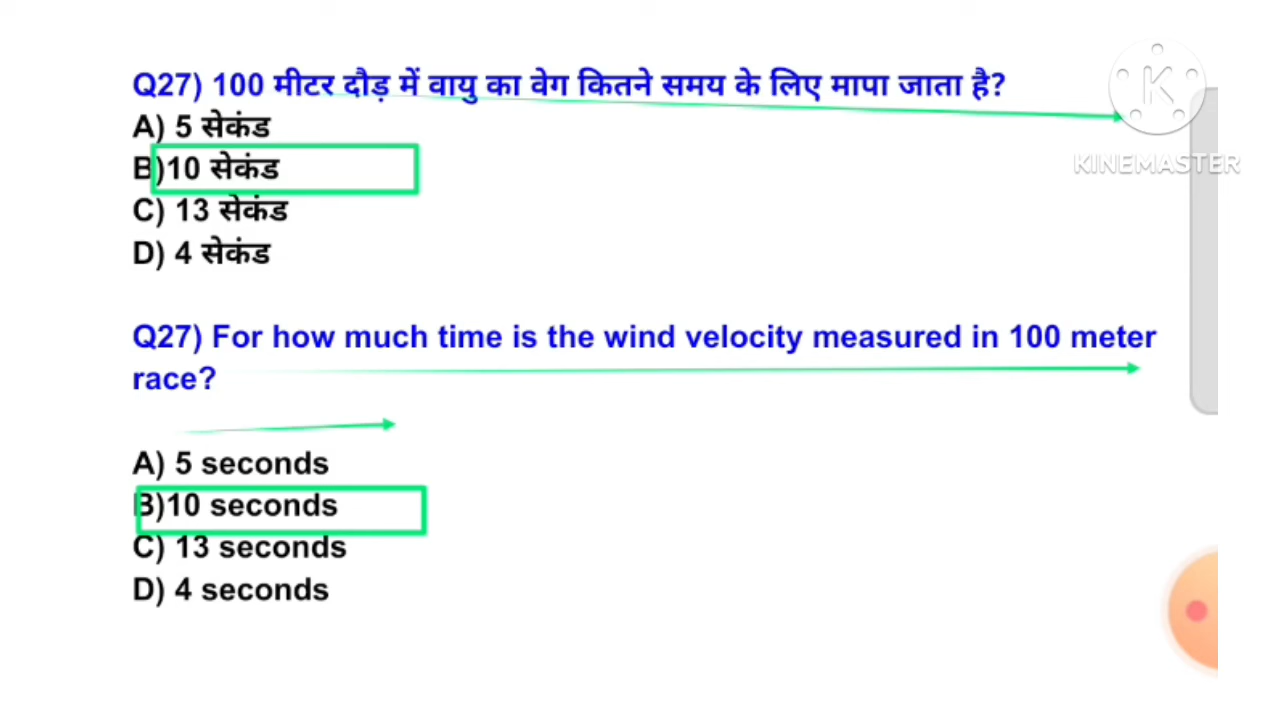 Q27) 100 मीटर दौड़ में वायु का वेग कितने समय के लिए मापा जाता है?
A) 5 सेकंड
B)10 सेकंड
C) 13 सेकंड
D) 4 सेकंड
K
KINEMASTER
Q27) For how much time is the wind velocity measured in 100 meter
race?
A) 5 seconds
B)10 seconds
C) 13 seconds
D) 4 seconds